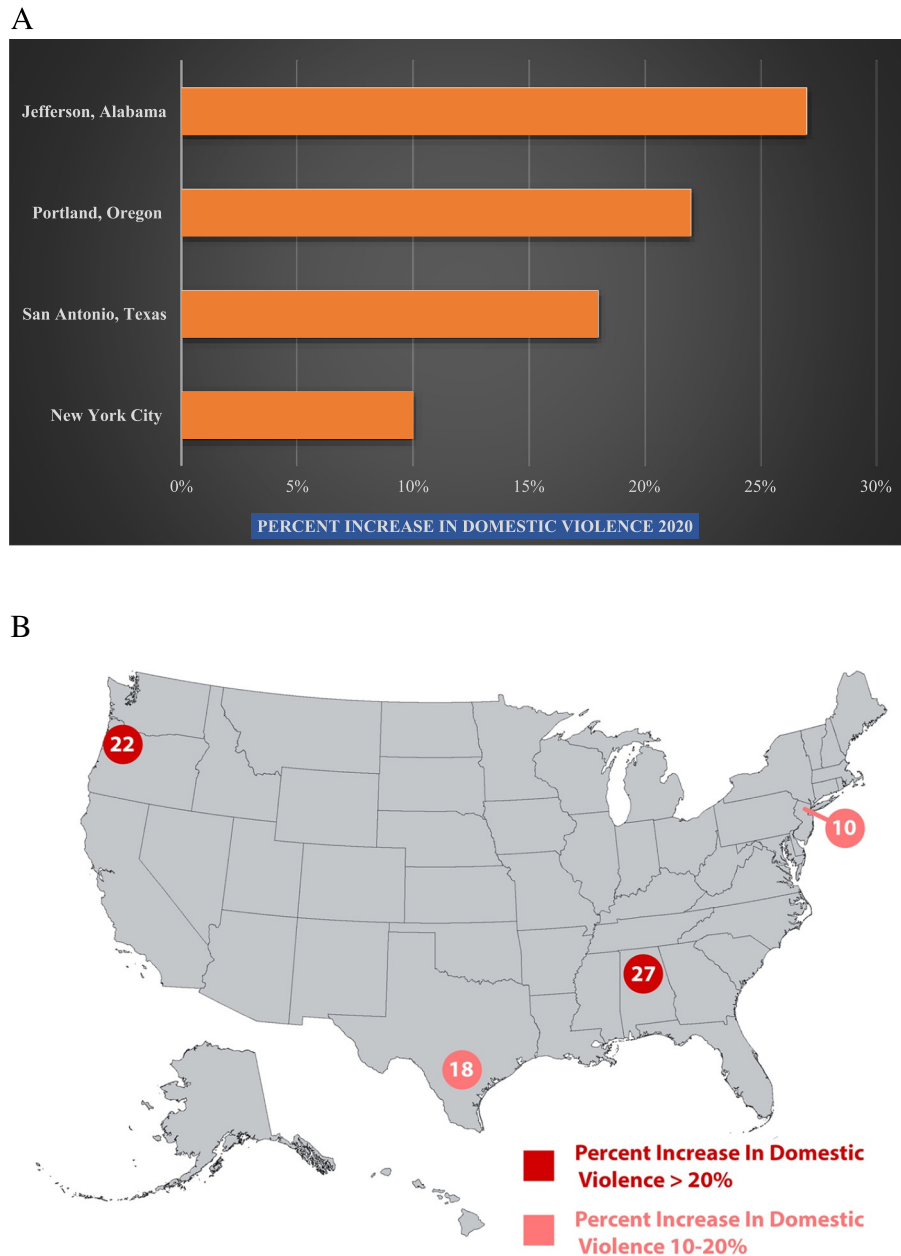 A
Jefferson, Alabama
Portland, Oregon
San Antonio, Texas
New York City
0% 5% 10% 15% 20% 25% 30%
PERCENT INCREASE IN DOMESTIC VIOLENCE 2020
B
22
10
27
18
Percent Increase In Domestic
Violence > 20%
Percent Increase In Domestic
Violence 10-20%